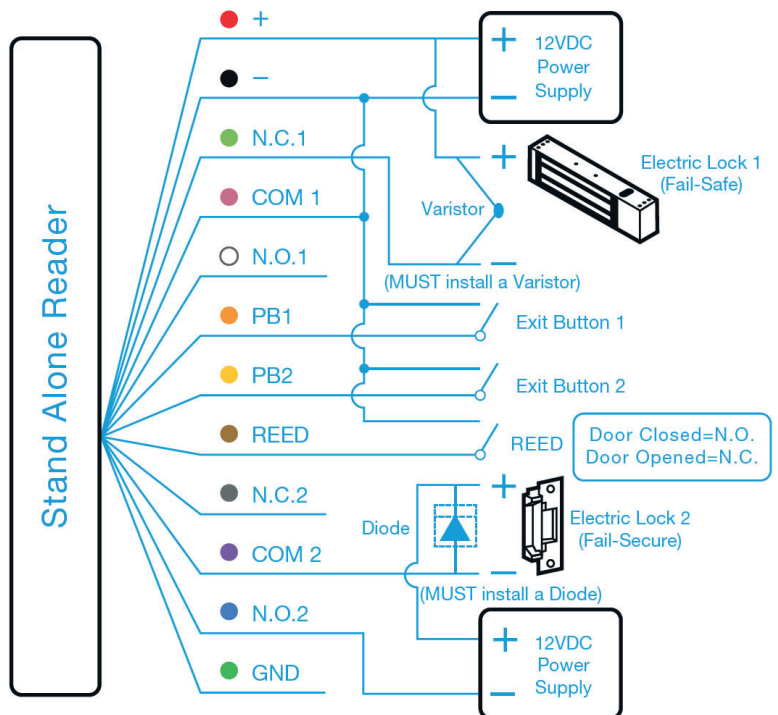 Stand Alone Reader
+
−
N.C.1
COM 1
N.O.1
PB1
PB2
REED
N.C.2
COM 2
N.O.2
GND
+
12VDC
Power
Supply
−
+
Electric Lock 1
(Fail-Safe)
Varistor
−
(MUST install a Varistor)
Exit Button 1
Exit Button 2
REED
Door Closed=N.O.
Door Opened=N.C.
+
Diode
Electric Lock 2
(Fail-Secure)
−
(MUST install a Diode)
+
12VDC
Power
Supply
−